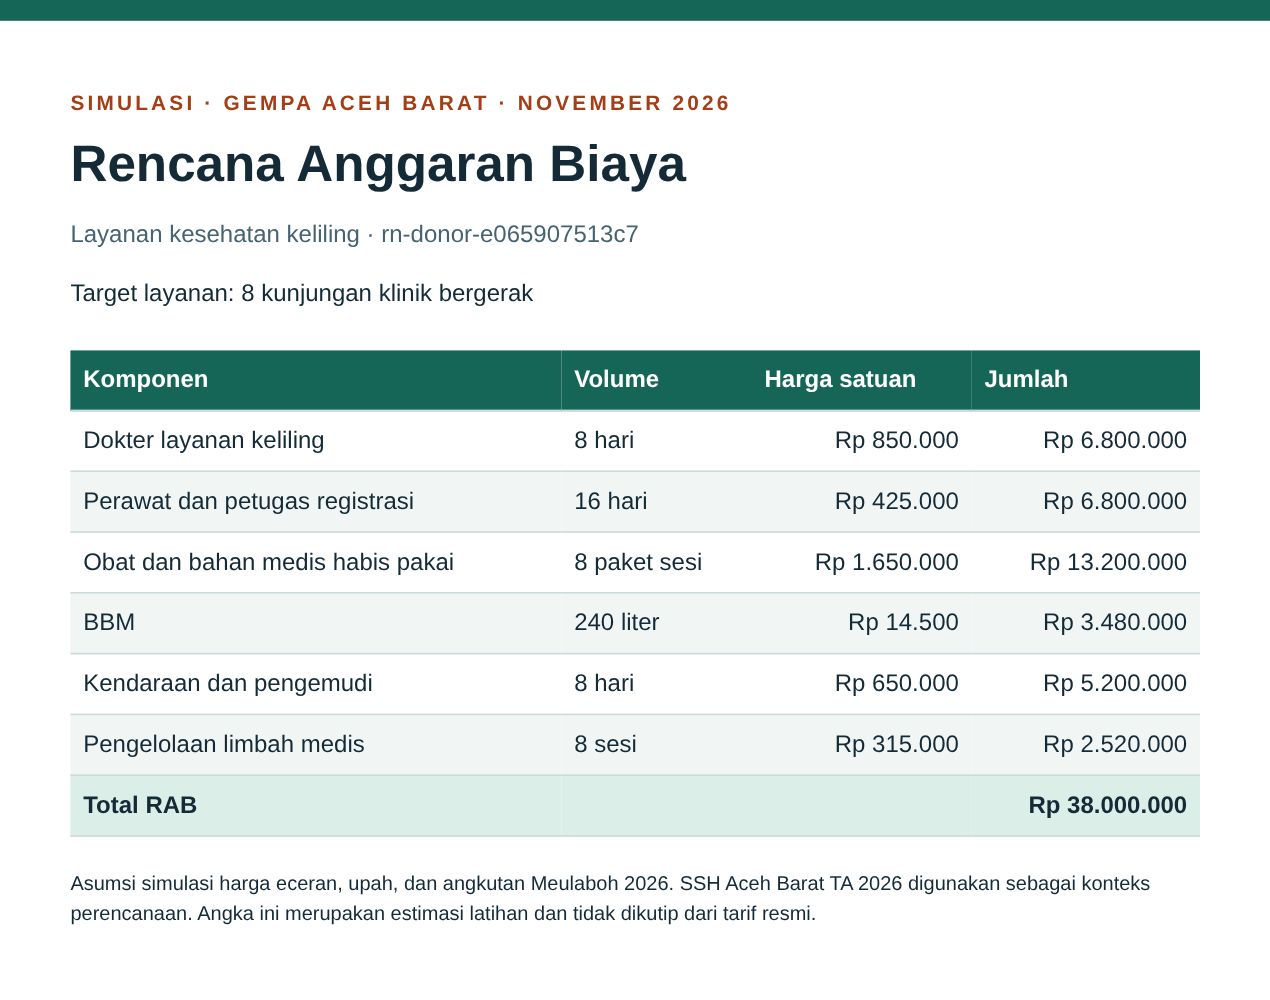 SIMULASI · GEMPA ACEH BARAT · NOVEMBER 2026
Rencana Anggaran Biaya
Layanan kesehatan keliling · rn-donor-e065907513c7
Target layanan: 8 kunjungan klinik bergerak
Komponen Volume Harga satuan Jumlah
Dokter layanan keliling 8 hari Rp 850.000 Rp 6.800.000
Perawat dan petugas registrasi 16 hari Rp 425.000 Rp 6.800.000
Obat dan bahan medis habis pakai 8 paket sesi Rp 1.650.000 Rp 13.200.000
BBM 240 liter Rp 14.500 Rp 3.480.000
Kendaraan dan pengemudi 8 hari Rp 650.000 Rp 5.200.000
Pengelolaan limbah medis 8 sesi Rp 315.000 Rp 2.520.000
Total RAB Rp 38.000.000
Asumsi simulasi harga eceran, upah, dan angkutan Meulaboh 2026. SSH Aceh Barat TA 2026 digunakan sebagai konteks
perencanaan. Angka ini merupakan estimasi latihan dan tidak dikutip dari tarif resmi.